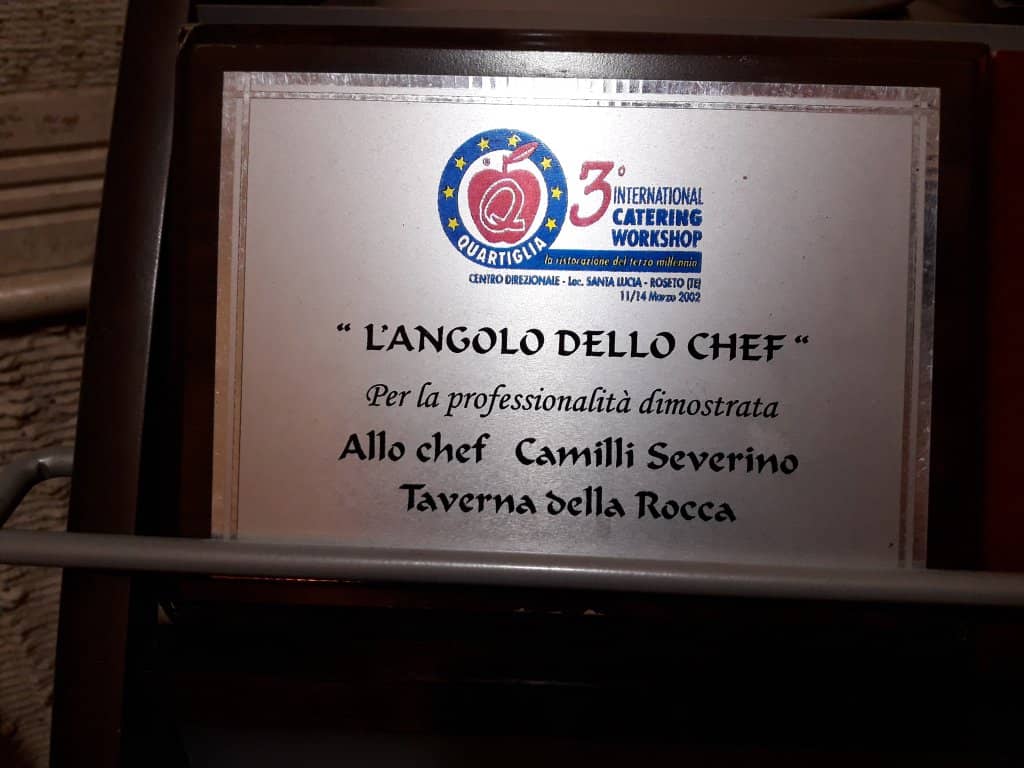 QUARTIGLIA
3° INTERNATIONAL
CATERING
WORKSHOP
la ristorazione del terzo millennio
CENTRO DIREZIONALE - Loc. SANTA LUCIA - ROSETO (TE)
11/14 Marzo 2002
“ L'ANGOLO DELLO CHEF “
Per la professionalità dimostrata
Allo chef Camilli Severino
Taverna della Rocca